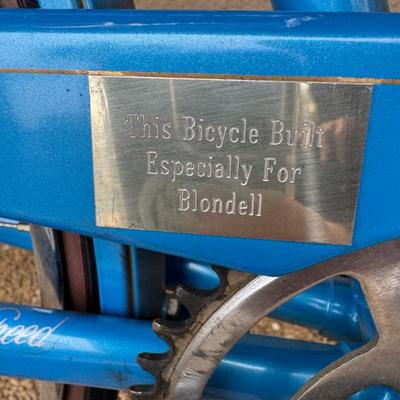 This Bicycle Built
Especially For
Blondell